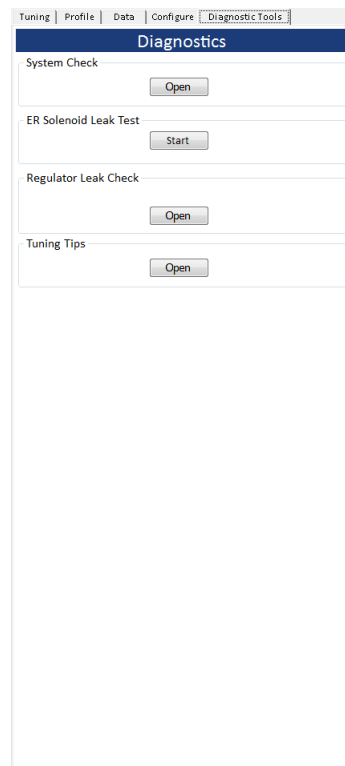 Tuning Profile Data Configure Diagnostic Tools
Diagnostics
System Check
Open
ER Solenoid Leak Test
Start
Regulator Leak Check
Open
Tuning Tips
Open